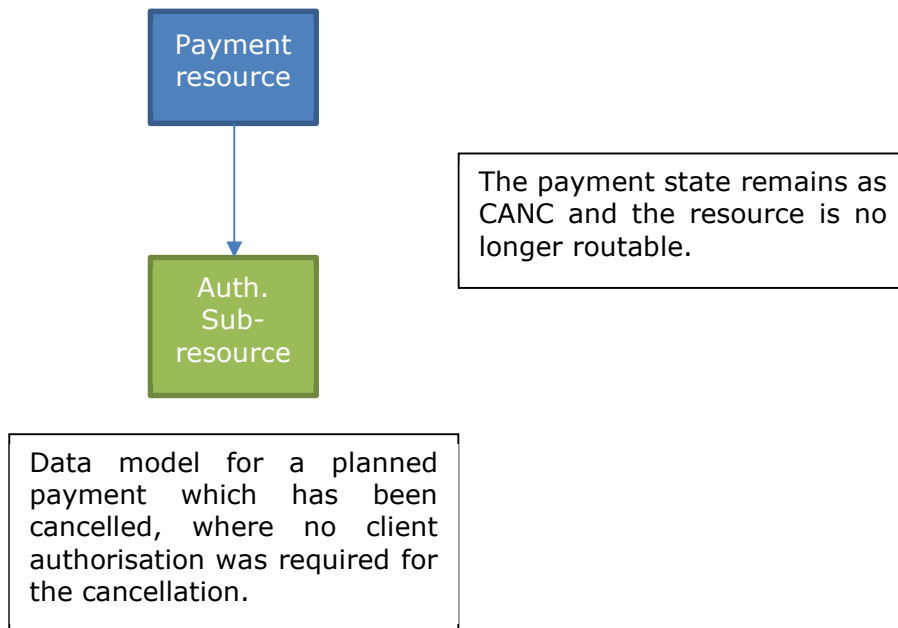 Payment
resource
The payment state remains as
CANC and the resource is no
longer routable.
Auth.
Sub-
resource
Data model for a planned
payment which has been
cancelled, where no client
authorisation was required for
the cancellation.